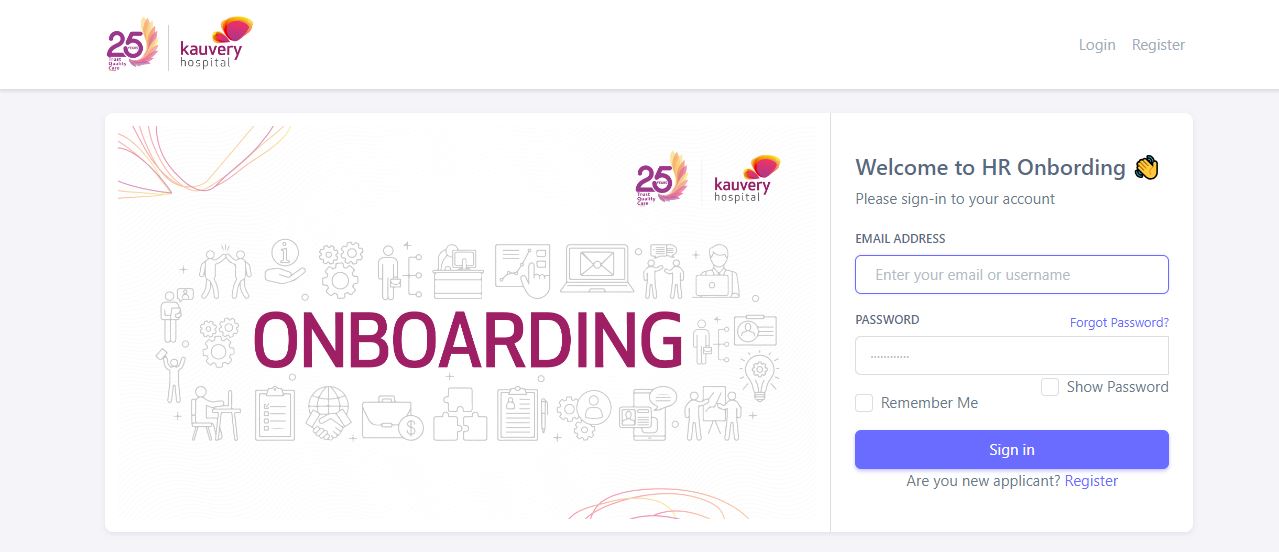 25 Years
Trust
Quality
Care
kauvery
hospital
Login
Register
25 Years
Trust
Quality
Care
kauvery
hospital
ONBOARDING
Welcome to HR Onbording 👋
Please sign-in to your account
EMAIL ADDRESS
Enter your email or username
PASSWORD
Forgot Password?
············
Show Password
Remember Me
Sign in
Are you new applicant? Register